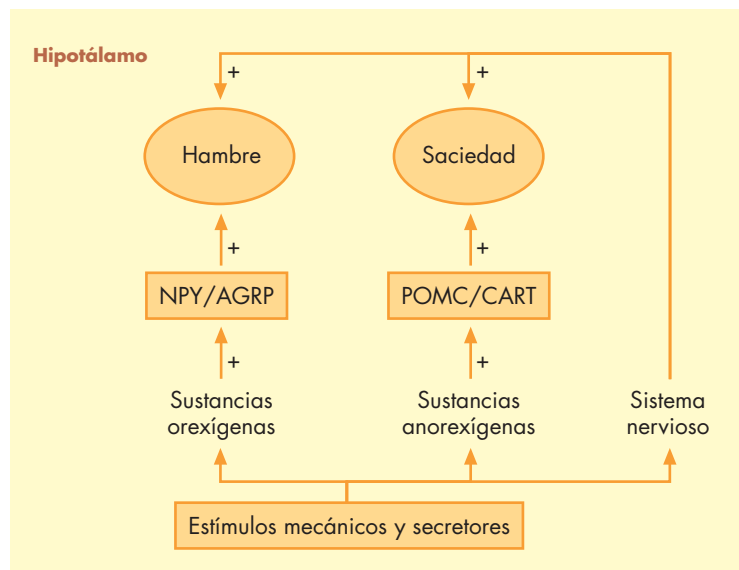 Hipotálamo
+ +
Hambre Saciedad
+ +
NPY/AGRP POMC/CART
+ +
Sustancias Sustancias Sistema
orexígenas anorexígenas nervioso
Estímulos mecánicos y secretores